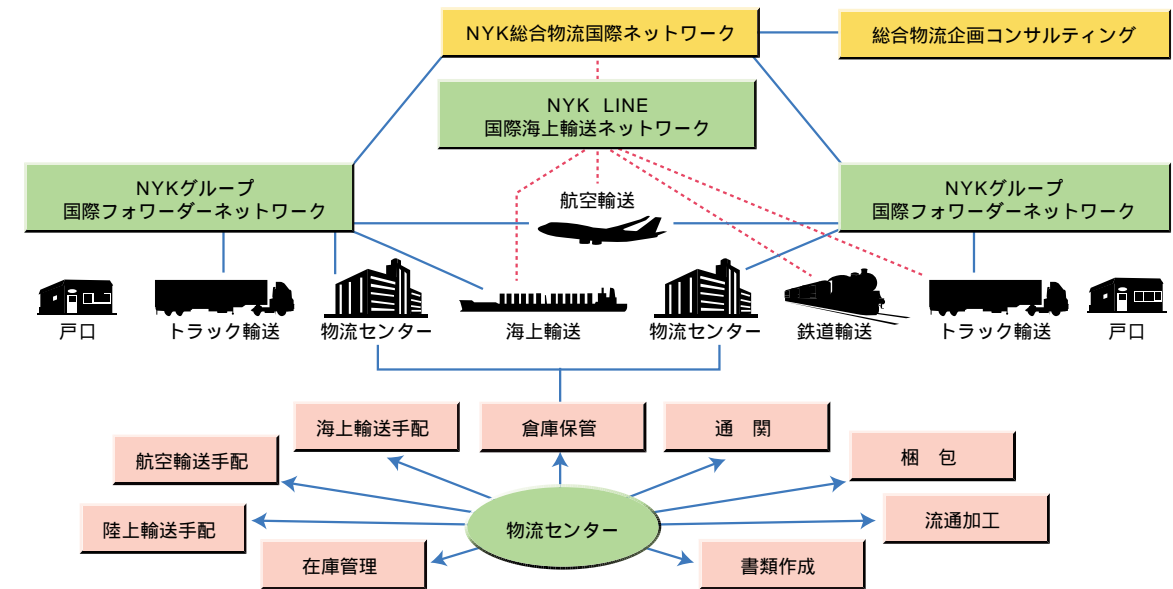 NYK総合物流国際ネットワーク
総合物流企画コンサルティング
NYK LINE
国際海上輸送ネットワーク
NYKグループ
国際フォワーダーネットワーク
NYKグループ
国際フォワーダーネットワーク
航空輸送
戸口
トラック輸送
物流センター
海上輸送
物流センター
鉄道輸送
トラック輸送
戸口
海上輸送手配
倉庫保管
通　関
航空輸送手配
梱　包
陸上輸送手配
物流センター
流通加工
在庫管理
書類作成